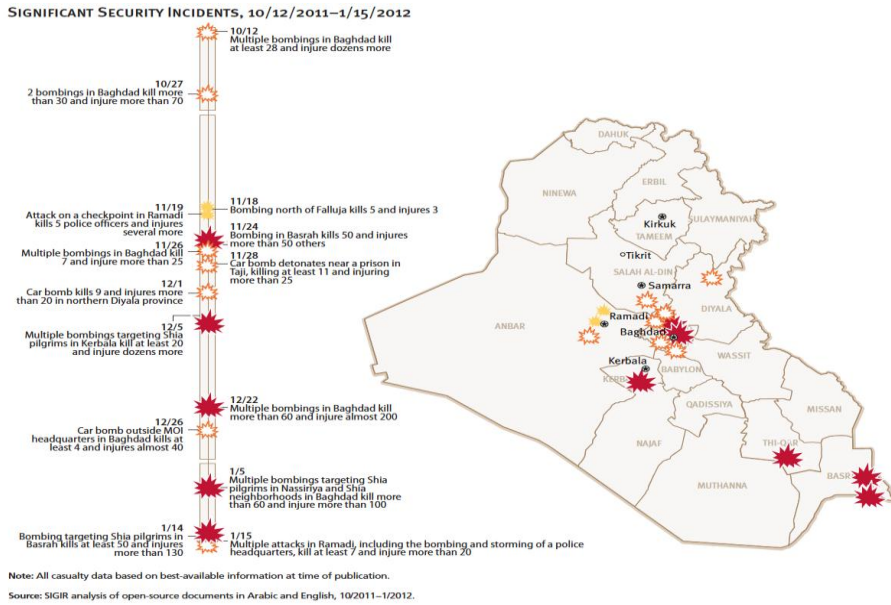 SIGNIFICANT SECURITY INCIDENTS, 10/12/2011–1/15/2012
10/12
Multiple bombings in Baghdad kill
at least 28 and injure dozens more
10/27
2 bombings in Baghdad kill more
than 30 and injure more than 70
11/18
Bombing north of Falluja kills 5 and injures 3
11/19
Attack on a checkpoint in Ramadi
kills 5 police officers and injures
several more
11/24
Bombing in Basrah kills 50 and injures
more than 50 others
11/26
Multiple bombings in Baghdad kill
7 and injure more than 25
11/28
Car bomb detonates near a prison in
Taji, killing at least 11 and injuring
more than 25
12/1
Car bomb kills 9 and injures more
than 20 in northern Diyala province
12/5
Multiple bombings targeting Shia
pilgrims in Kerbala kill at least 20
and injure dozens more
12/22
Multiple bombings in Baghdad kill
more than 60 and injure almost 200
12/26
Car bomb outside MOI
headquarters in Baghdad kills at
least 4 and injures almost 40
1/5
Multiple bombings targeting Shia
pilgrims in Nassiriya and Shia
neighborhoods in Baghdad kill more
than 60 and injure more than 100
1/14
Bombing targeting Shia pilgrims in
Basrah kills at least 50 and injures
more than 130
1/15
Multiple attacks in Ramadi, including the bombing and storming of a police
headquarters, kill at least 7 and injure more than 20
DAHUK
ERBIL
NINEWA
SULAYMANIYAH
Kirkuk
TAMEEM
Tikrit
SALAH AL-DIN
Samarra
DIYALA
Ramadi
ANBAR
Baghdad
WASSIT
Kerbala
BABYLON
QADISSIYA
MISSAN
NAJAF
THI-QAR
MUTHANNA
Note: All casualty data based on best-available information at time of publication.
Source: SIGIR analysis of open-source documents in Arabic and English, 10/2011–1/2012.